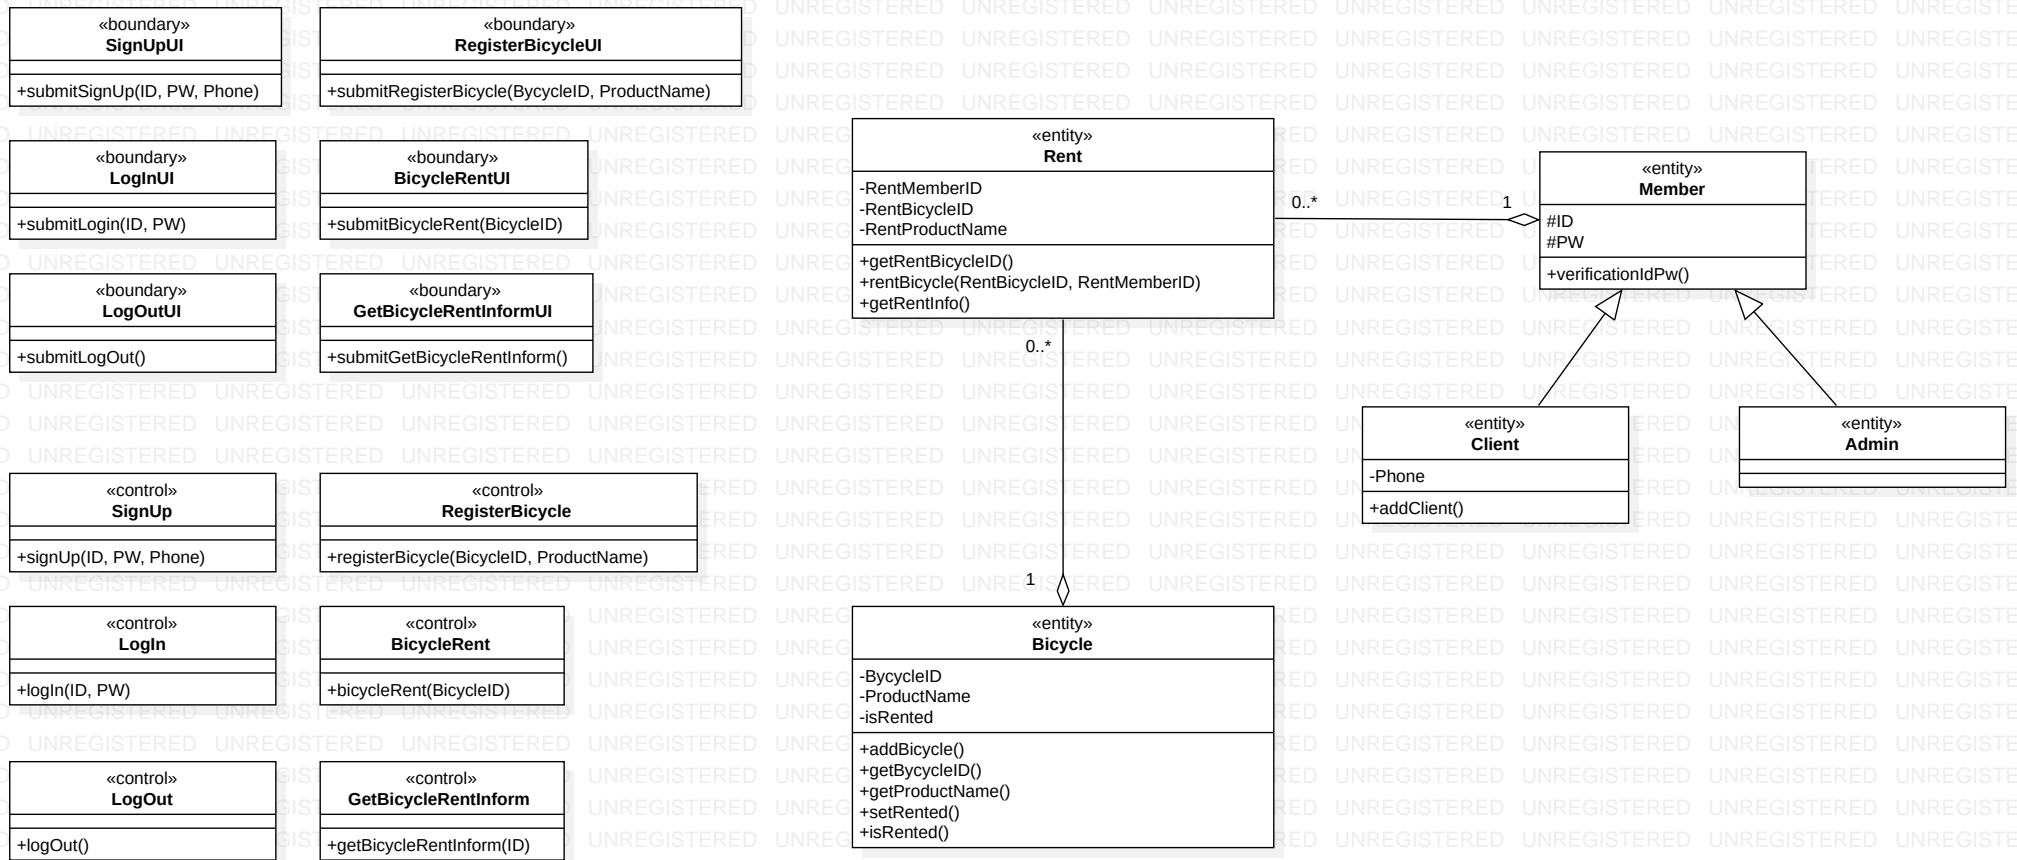 «boundary»
SignUpUI
+submitSignUp(ID, PW, Phone)
«boundary»
RegisterBicycleUI
+submitRegisterBicycle(BycycleID, ProductName)
«boundary»
LogInUI
+submitLogin(ID, PW)
«boundary»
BicycleRentUI
+submitBicycleRent(BicycleID)
«boundary»
LogOutUI
+submitLogOut()
«boundary»
GetBicycleRentInformUI
+submitGetBicycleRentInform()
«control»
SignUp
+signUp(ID, PW, Phone)
«control»
RegisterBicycle
+registerBicycle(BicycleID, ProductName)
«control»
LogIn
+logIn(ID, PW)
«control»
BicycleRent
+bicycleRent(BicycleID)
«control»
LogOut
+logOut()
«control»
GetBicycleRentInform
+getBicycleRentInform(ID)
«entity»
Rent
-RentMemberID
-RentBicycleID
-RentProductName
+getRentBicycleID()
+rentBicycle(RentBicycleID, RentMemberID)
+getRentInfo()
0..*
1
«entity»
Member
#ID
#PW
+verificationIdPw()
0..*
1
«entity»
Client
-Phone
+addClient()
«entity»
Admin
«entity»
Bicycle
-BycycleID
-ProductName
-isRented
+addBicycle()
+getBycycleID()
+getProductName()
+setRented()
+isRented()
UNREGISTERED